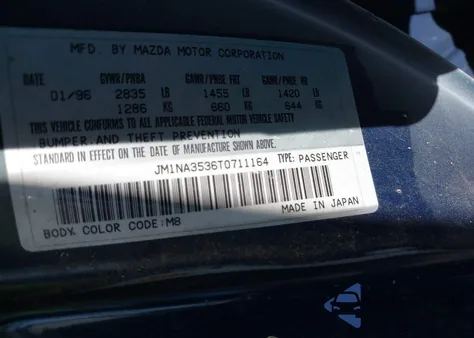 MFD. BY MAZDA MOTOR CORPORATION
DATE GVWR/PNBA GAWR/PNBE FRT GAWR/PNBE RR
01/96 2835 LB 1455 LB 1420 LB
1286 KG 660 KG 644 KG
THIS VEHICLE CONFORMS TO ALL APPLICABLE
FEDERAL MOTOR VEHICLE SAFETY,
BUMPER AND THEFT PREVENTION
STANDARDS IN EFFECT ON THE DATE OF MANUFACTURE SHOWN ABOVE.
JM1NA3536T0711164 TYPE: PASSENGER
MADE IN JAPAN
BODY COLOR CODE:M8